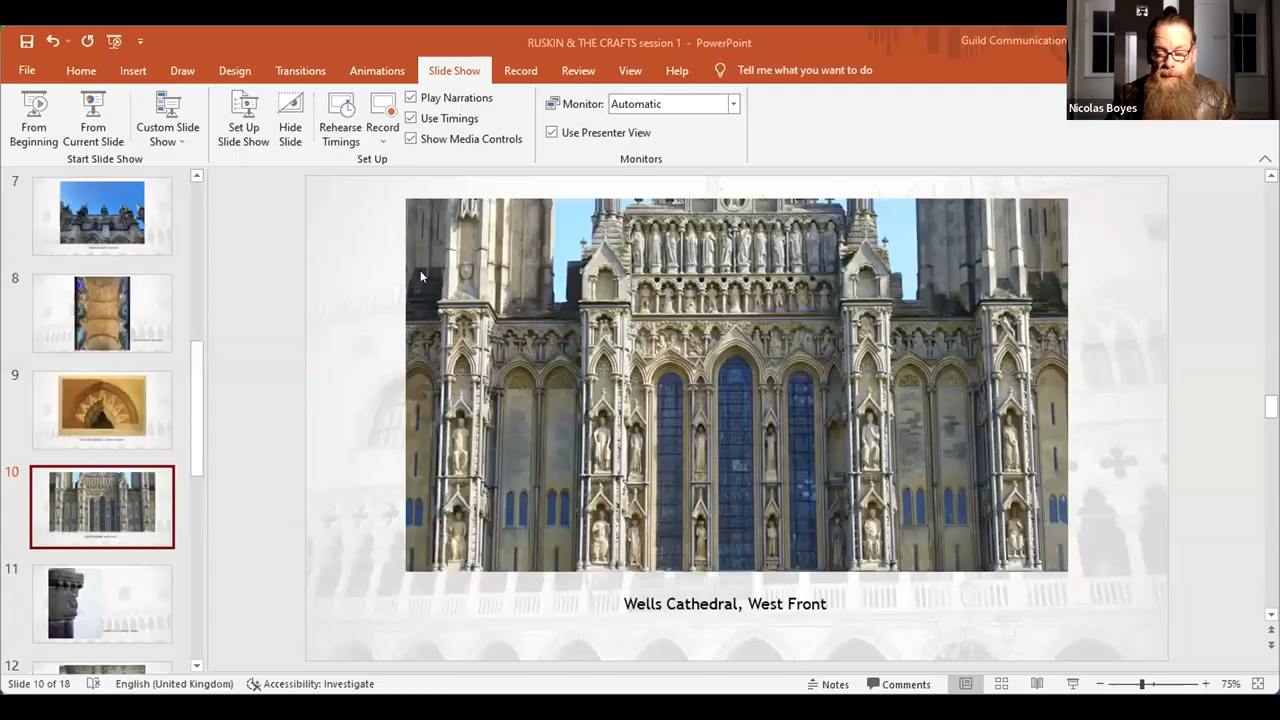 RUSKIN & THE CRAFTS session 1 - PowerPoint
Guild Communication
File Home Insert Draw Design Transitions Animations Slide Show Record Review View Help Tell me what you want to do
Nicolas Boyes
From Beginning
From Current Slide
Custom Slide Show
Set Up Slide Show
Hide Slide
Rehearse Timings
Record
Play Narrations
Use Timings
Show Media Controls
Monitor: Automatic
Use Presenter View
Start Slide Show
Set Up
Monitors
7
8
9
10
11
12
Wells Cathedral, West Front
Slide 10 of 18 English (United Kingdom) Accessibility: Investigate Notes Comments 75%